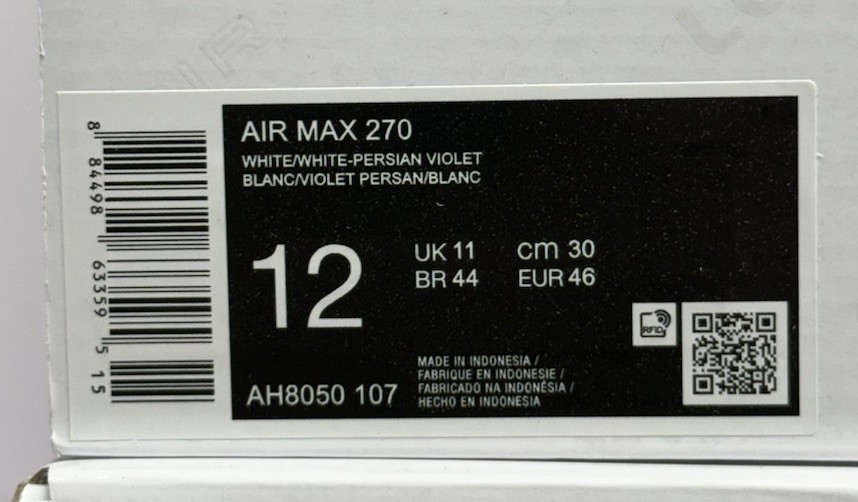 AIR MAX 270
WHITE/WHITE-PERSIAN VIOLET
BLANC/VIOLET PERSAN/BLANC
12
UK 11 cm 30
BR 44 EUR 46
RFID
AH8050 107
MADE IN INDONESIA /
FABRIQUE EN INDONESIE /
FABRICADO NA INDONÉSIA /
HECHO EN INDONESIA
8 84498 63359 5 15